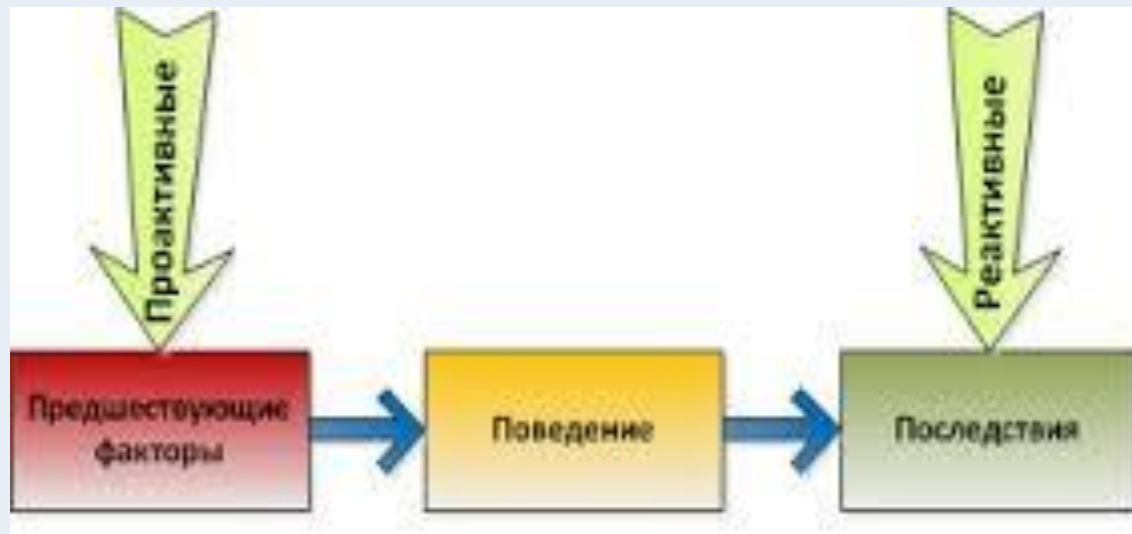 Проактивные
Реактивные
Предшествующие
факторы
Поведение
Последствия